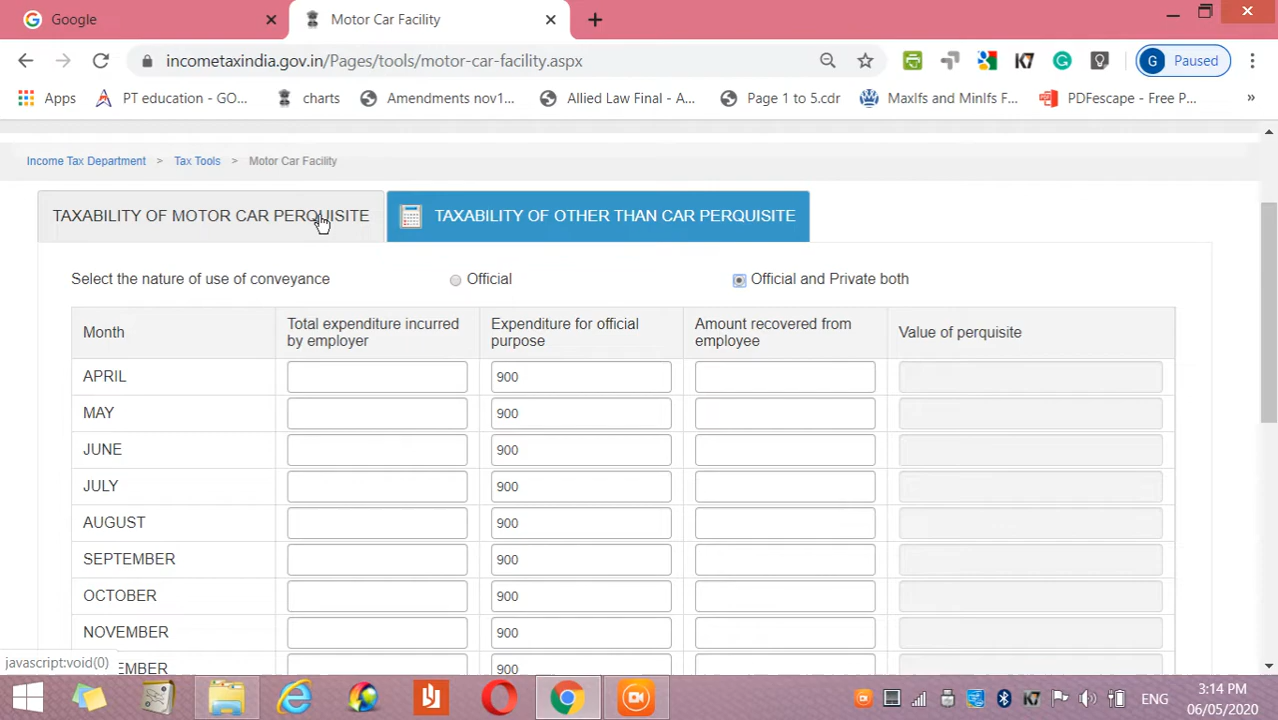 Google
Motor Car Facility
incometaxindia.gov.in/Pages/tools/motor-car-facility.aspx
G Paused
Apps PT education - GO... charts Amendments nov1... Allied Law Final - A... Page 1 to 5.cdr MaxIfs and MinIfs F... PDFescape - Free P... »
Income Tax Department > Tax Tools > Motor Car Facility
TAXABILITY OF MOTOR CAR PERQUISITE
TAXABILITY OF OTHER THAN CAR PERQUISITE
Select the nature of use of conveyance Official Official and Private both
Month Total expenditure incurred by employer Expenditure for official purpose Amount recovered from employee Value of perquisite
APRIL 900
MAY 900
JUNE 900
JULY 900
AUGUST 900
SEPTEMBER 900
OCTOBER 900
NOVEMBER 900
EMBER 900
javascript:void(0)
ENG
3:14 PM
06/05/2020